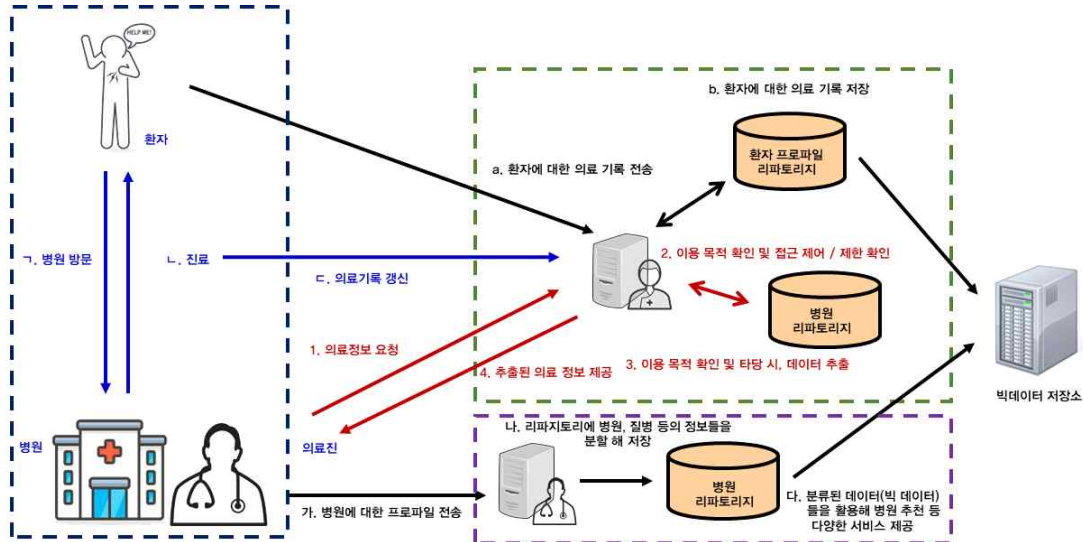 HELP ME!
환자
ㄱ. 병원 방문
ㄴ. 진료
ㄷ. 의료기록 갱신
병원
의료진
a. 환자에 대한 의료 기록 전송
b. 환자에 대한 의료 기록 저장
환자 프로파일
리파토리지
2. 이용 목적 확인 및 접근 제어 / 제한 확인
병원
리파토리지
1. 의료정보 요청
4. 추출된 의료 정보 제공
3. 이용 목적 확인 및 타당 시, 데이터 추출
빅데이터 저장소
나. 리파지토리에 병원, 질병 등의 정보들을
분할 해 저장
병원
리파토리지
가. 병원에 대한 프로파일 전송
다. 분류된 데이터(빅 데이터)
들을 활용해 병원 추천 등
다양한 서비스 제공